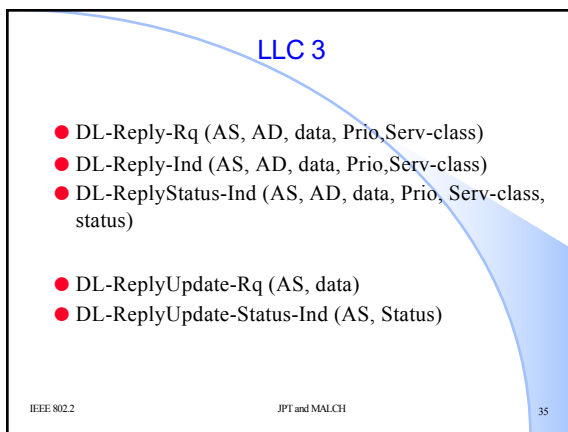 LLC 3
● DL-Reply-Rq (AS, AD, data, Prio,Serv-class)
● DL-Reply-Ind (AS, AD, data, Prio,Serv-class)
● DL-ReplyStatus-Ind (AS, AD, data, Prio, Serv-class,
status)
● DL-ReplyUpdate-Rq (AS, data)
● DL-ReplyUpdate-Status-Ind (AS, Status)
IEEE 802.2 JPT and MALCH 35